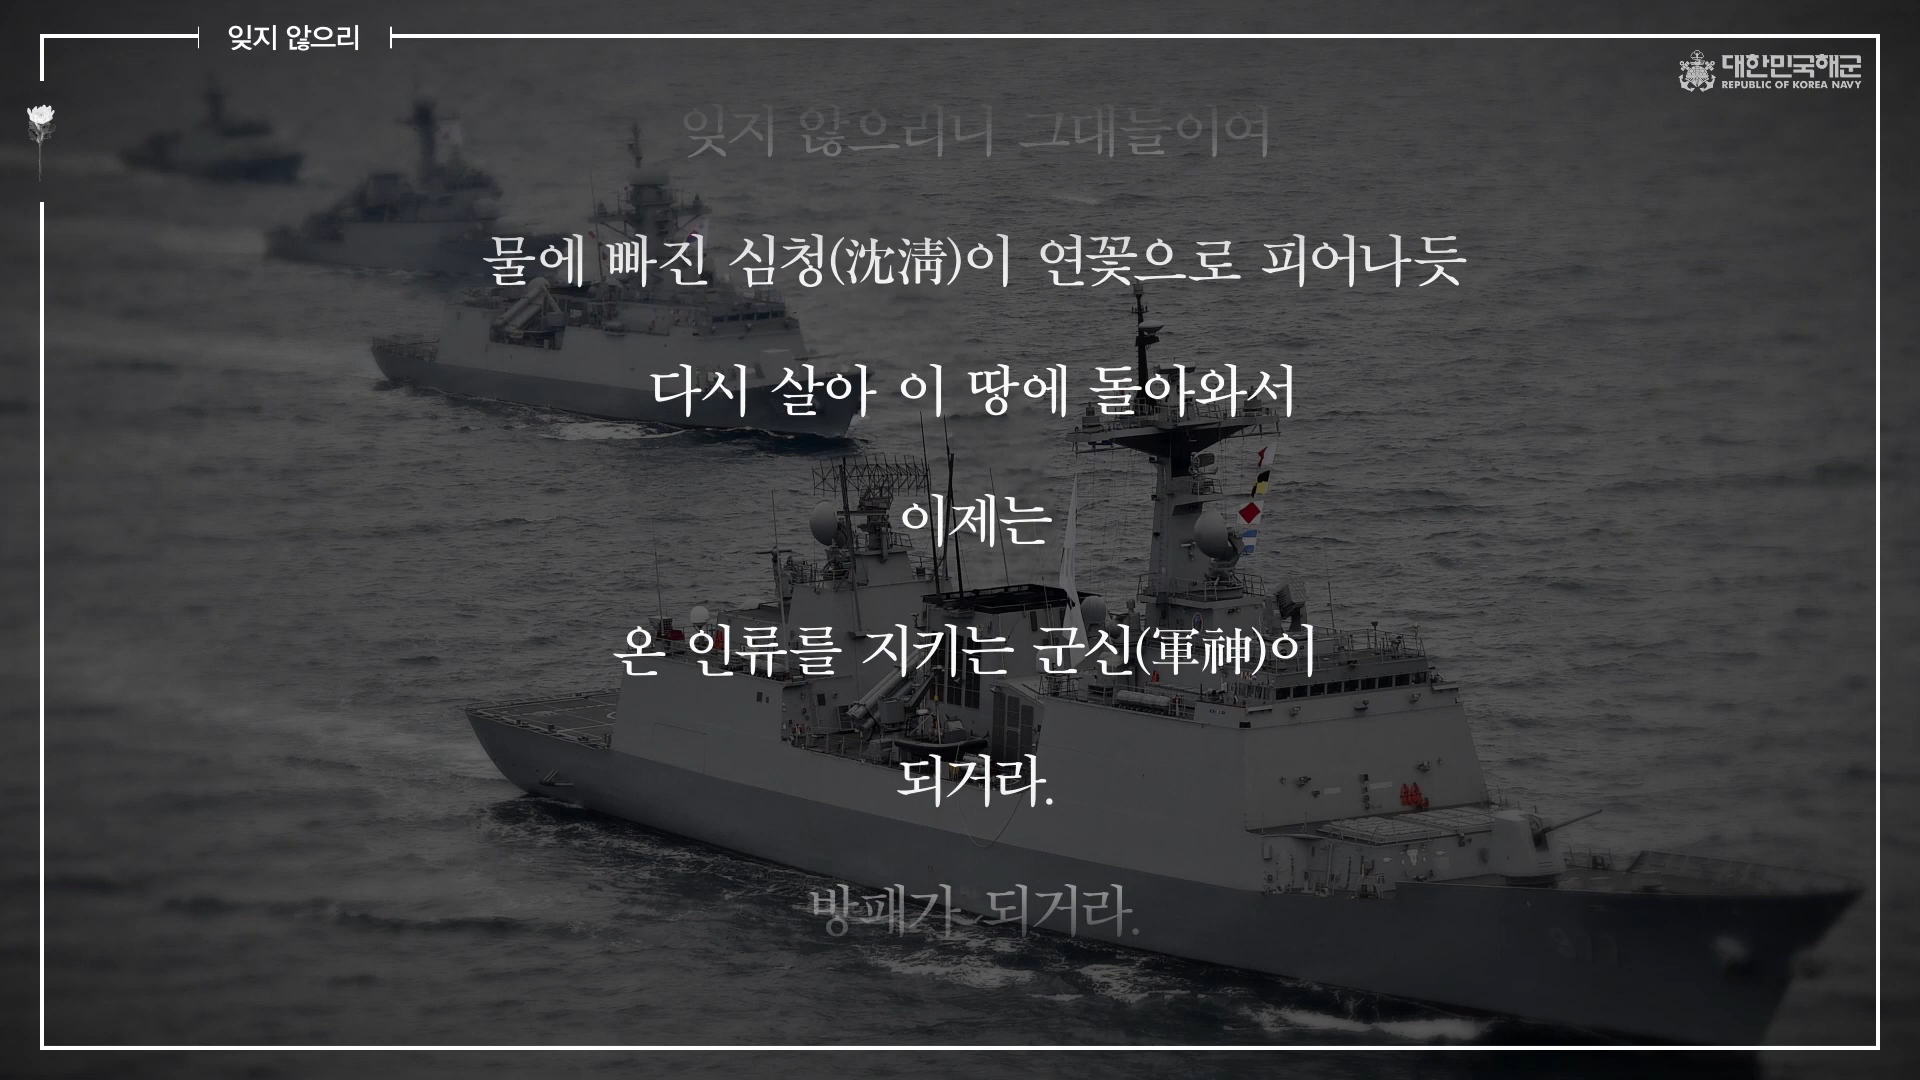 잊지 않으리
대한민국해군
REPUBLIC OF KOREA NAVY
잊지 않으리니 그대들이여
물에 빠진 심청(沈淸)이 연꽃으로 피어나듯
다시 살아 이 땅에 돌아와서
이제는
온 인류를 지키는 군신(軍神)이
되거라.
방패가 되거라.